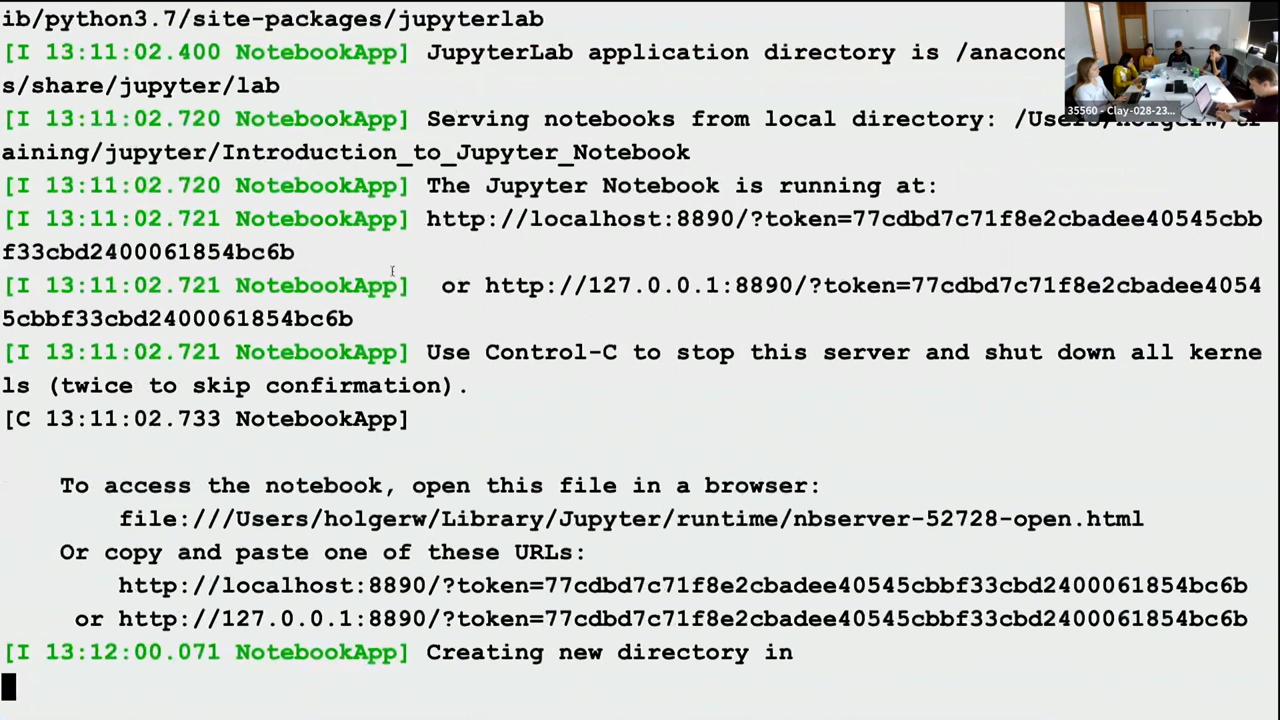 ib/python3.7/site-packages/jupyterlab
[I 13:11:02.400 NotebookApp] JupyterLab application directory is
s/share/jupyter/lab
[I 13:11:02.720 NotebookApp] Serving notebooks from local directory:
aining/jupyter/Introduction_to_Jupyter_Notebook
[I 13:11:02.720 NotebookApp] The Jupyter Notebook is running at:
[I 13:11:02.721 NotebookApp] http://localhost:8890/?token=77cdbd7c71f8e2cbadee40545cbb
f33cbd2400061854bc6b
[I 13:11:02.721 NotebookApp]  or http://127.0.0.1:8890/?token=77cdbd7c71f8e2cbadee4054
5cbbf33cbd2400061854bc6b
[I 13:11:02.721 NotebookApp] Use Control-C to stop this server and shut down all kerne
ls (twice to skip confirmation).
[C 13:11:02.733 NotebookApp]
To access the notebook, open this file in a browser:
file:///Users/holgerw/Library/Jupyter/runtime/nbserver-52728-open.html
Or copy and paste one of these URLs:
http://localhost:8890/?token=77cdbd7c71f8e2cbadee40545cbbf33cbd2400061854bc6b
or http://127.0.0.1:8890/?token=77cdbd7c71f8e2cbadee40545cbbf33cbd2400061854bc6b
[I 13:12:00.071 NotebookApp] Creating new directory in
35560 - Clay-028-23...